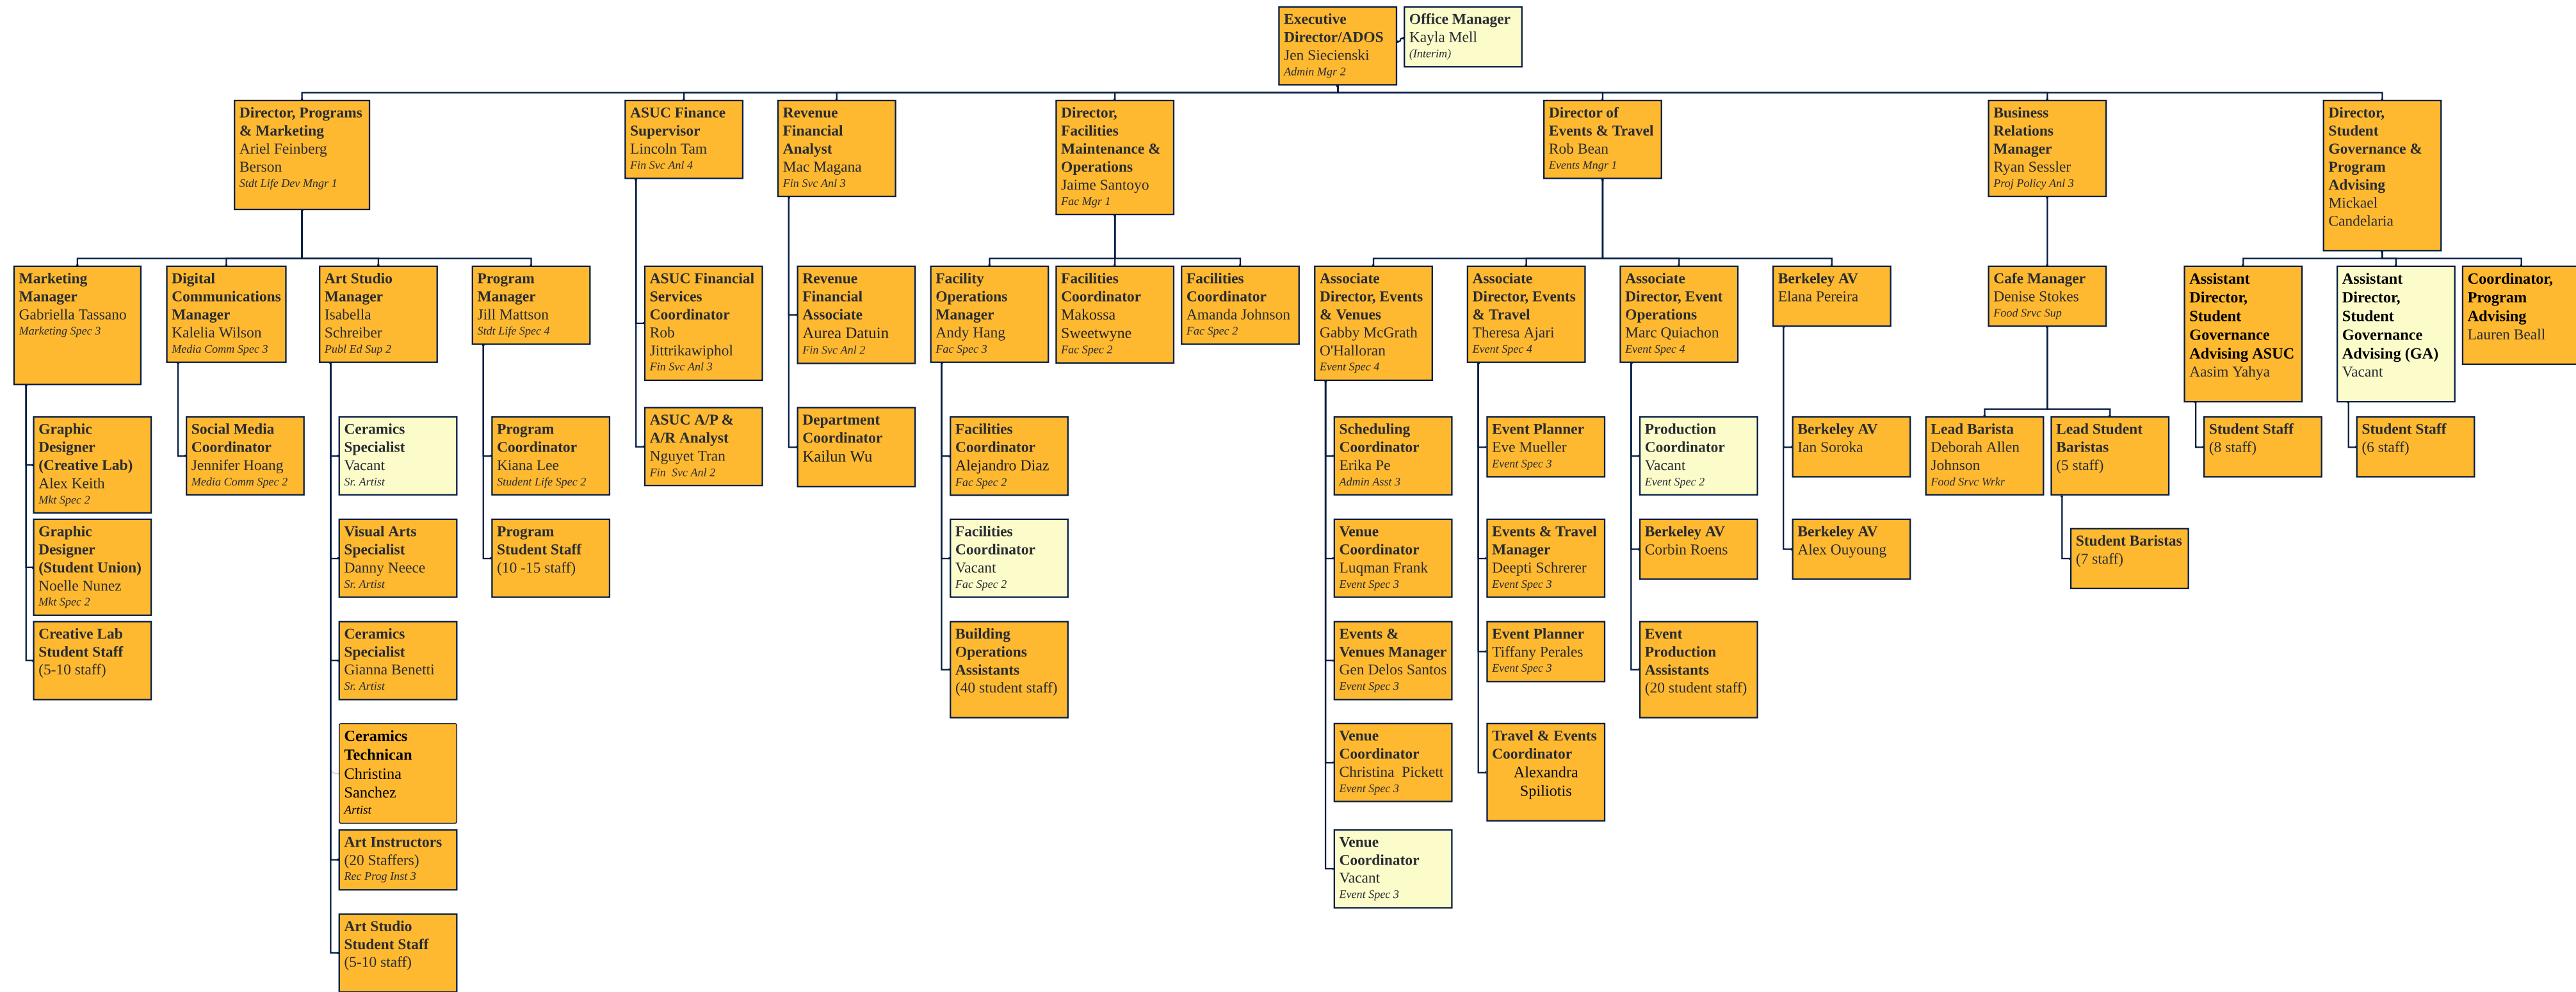 Executive
Director/ADOS
Jen Siecienski
Admin Mgr 2
Office Manager
Kayla Mell
(Interim)
Director, Programs
& Marketing
Ariel Feinberg
Berson
Stdt Life Dev Mngr 1
ASUC Finance
Supervisor
Lincoln Tam
Fin Svc Anl 4
Revenue
Financial
Analyst
Mac Magana
Fin Svc Anl 3
Director,
Facilities
Maintenance &
Operations
Jaime Santoyo
Fac Mgr 1
Director of
Events & Travel
Rob Bean
Events Mngr 1
Business
Relations
Manager
Ryan Sessler
Proj Policy Anl 3
Director,
Student
Governance &
Program
Advising
Mickael
Candelaria
Marketing
Manager
Gabriella Tassano
Marketing Spec 3
Digital
Communications
Manager
Kalelia Wilson
Media Comm Spec 3
Art Studio
Manager
Isabella
Schreiber
Publ Ed Sup 2
Program
Manager
Jill Mattson
Stdt Life Spec 4
ASUC Financial
Services
Coordinator
Rob
Jittrikawiphol
Fin Svc Anl 3
Revenue
Financial
Associate
Aurea Datuin
Fin Svc Anl 2
Facility
Operations
Manager
Andy Hang
Fac Spec 3
Facilities
Coordinator
Makossa
Sweetwyne
Fac Spec 2
Facilities
Coordinator
Amanda Johnson
Fac Spec 2
Associate
Director, Events
& Venues
Gabby McGrath
O'Halloran
Event Spec 4
Associate
Director, Events
& Travel
Theresa Ajari
Event Spec 4
Associate
Director, Event
Operations
Marc Quiachon
Event Spec 4
Berkeley AV
Elana Pereira
Cafe Manager
Denise Stokes
Food Srvc Sup
Assistant
Director,
Student
Governance
Advising ASUC
Aasim Yahya
Assistant
Director,
Student
Governance
Advising (GA)
Vacant
Coordinator,
Program
Advising
Lauren Beall
Graphic
Designer
(Creative Lab)
Alex Keith
Mkt Spec 2
Graphic
Designer
(Student Union)
Noelle Nunez
Mkt Spec 2
Creative Lab
Student Staff
(5-10 staff)
Social Media
Coordinator
Jennifer Hoang
Media Comm Spec 2
Ceramics
Specialist
Vacant
Sr. Artist
Visual Arts
Specialist
Danny Neece
Sr. Artist
Ceramics
Specialist
Gianna Benetti
Sr. Artist
Ceramics
Technican
Christina
Sanchez
Artist
Art Instructors
(20 Staffers)
Rec Prog Inst 3
Art Studio
Student Staff
(5-10 staff)
Program
Coordinator
Kiana Lee
Student Life Spec 2
Program
Student Staff
(10 -15 staff)
ASUC A/P &
A/R Analyst
Nguyet Tran
Fin  Svc Anl 2
Department
Coordinator
Kailun Wu
Facilities
Coordinator
Alejandro Diaz
Fac Spec 2
Facilities
Coordinator
Vacant
Fac Spec 2
Building
Operations
Assistants
(40 student staff)
Scheduling
Coordinator
Erika Pe
Admin Asst 3
Venue
Coordinator
Luqman Frank
Event Spec 3
Events &
Venues Manager
Gen Delos Santos
Event Spec 3
Venue
Coordinator
Christina  Pickett
Event Spec 3
Venue
Coordinator
Vacant
Event Spec 3
Event Planner
Eve Mueller
Event Spec 3
Events & Travel
Manager
Deepti Schrerer
Event Spec 3
Event Planner
Tiffany Perales
Event Spec 3
Travel & Events
Coordinator
Alexandra
Spiliotis
Production
Coordinator
Vacant
Event Spec 2
Berkeley AV
Corbin Roens
Event
Production
Assistants
(20 student staff)
Berkeley AV
Ian Soroka
Berkeley AV
Alex Ouyoung
Lead Barista
Deborah Allen
Johnson
Food Srvc Wrkr
Lead Student
Baristas
(5 staff)
Student Baristas
(7 staff)
Student Staff
(8 staff)
Student Staff
(6 staff)